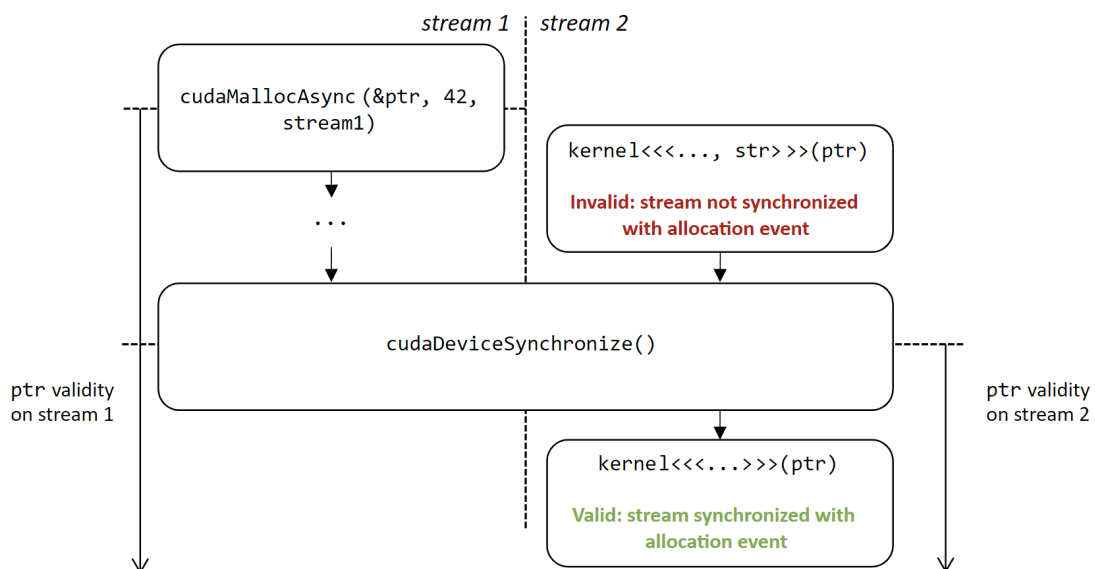 stream 1
stream 2
cudaMallocAsync (&ptr, 42,
stream1)
kernel<<<..., str> >>(ptr)
Invalid: stream not synchronized
with allocation event
...
cudaDeviceSynchronize()
ptr validity
on stream 1
ptr validity
on stream 2
kernel<<<...>>>(ptr)
Valid: stream synchronized with
allocation event